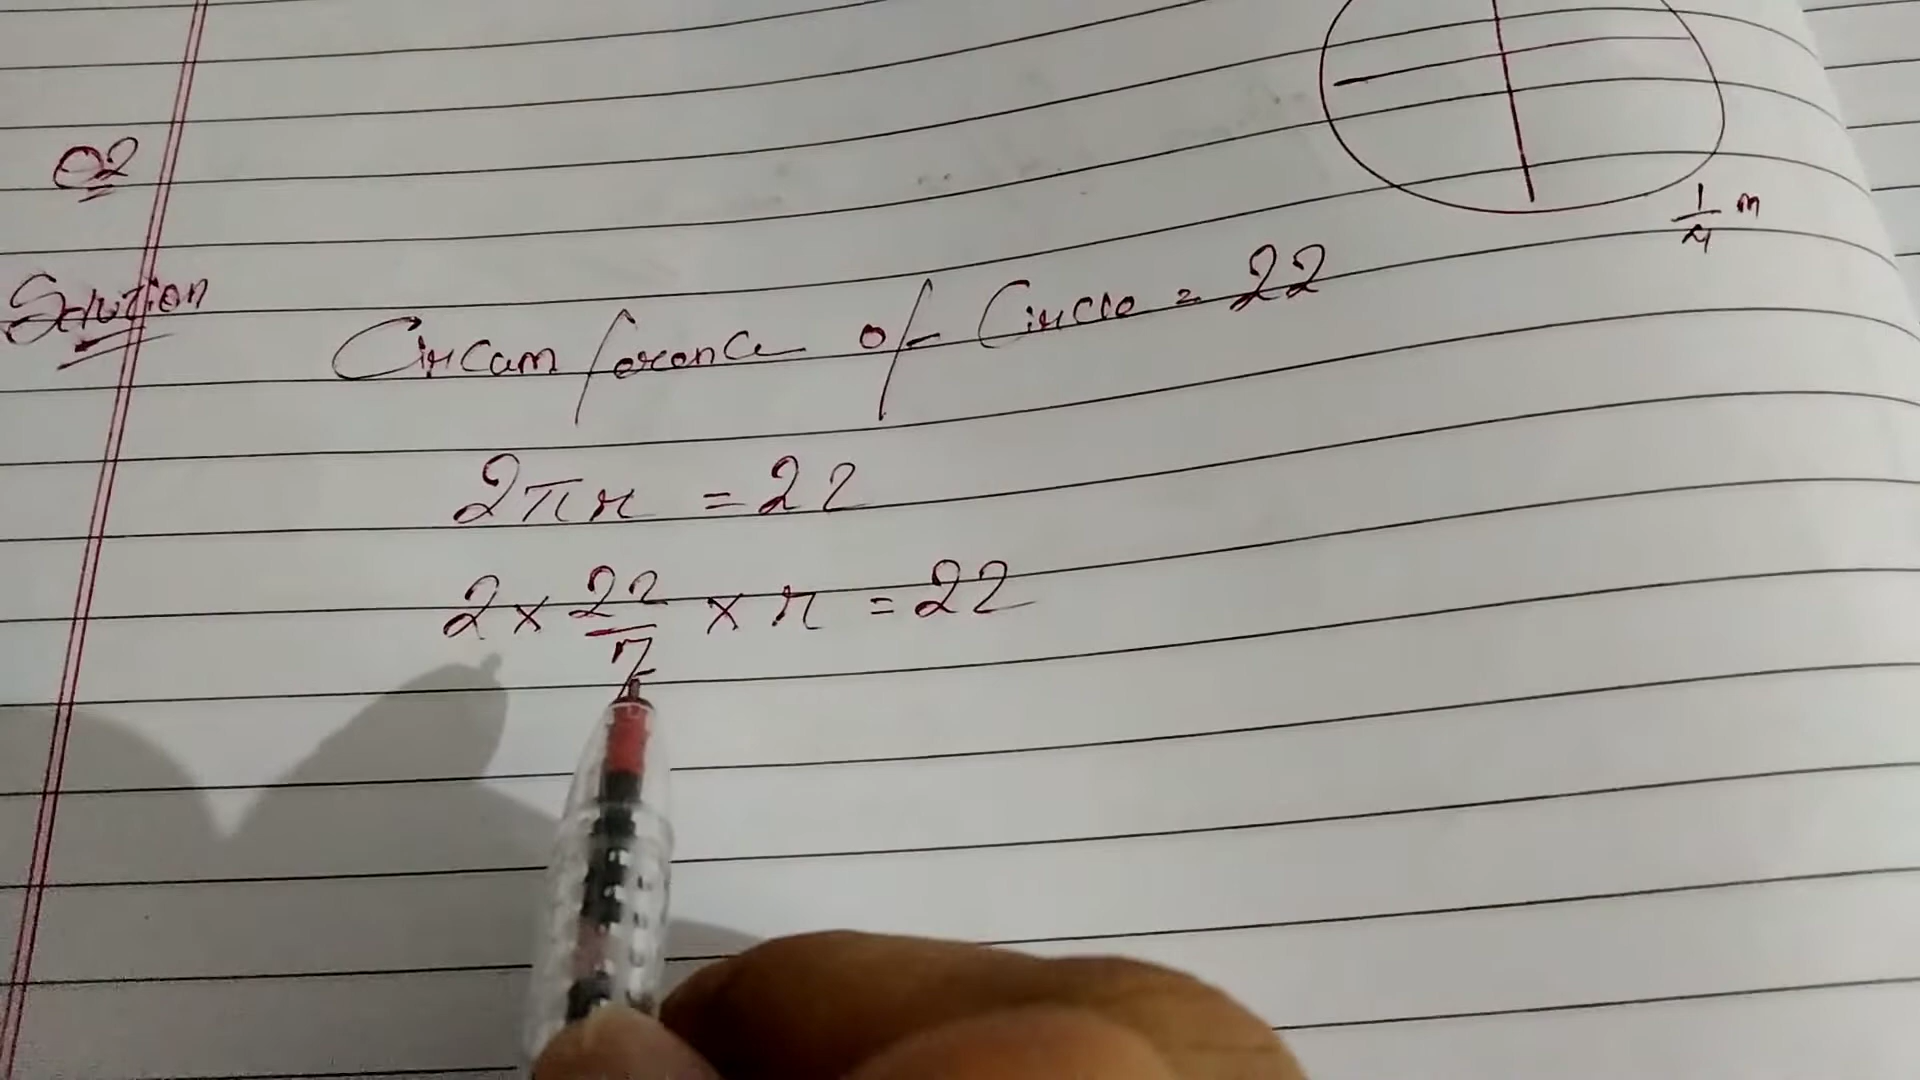 Q2
1/4 m
Solution
Circumference of Circle = 22
2πr = 22
2 × 22/7 × r = 22